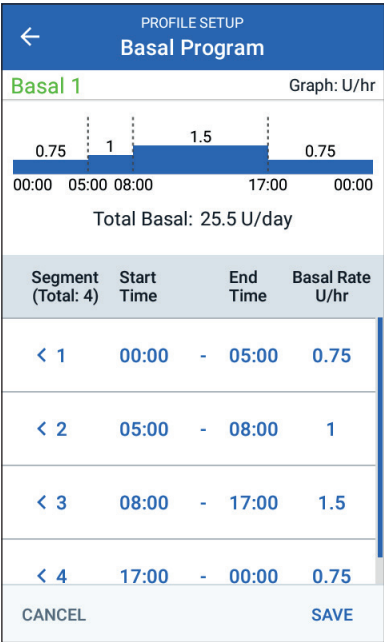 PROFILE SETUP
Basal Program
Basal 1 Graph: U/hr
0.75 1 1.5 0.75
00:00 05:00 08:00 17:00 00:00
Total Basal: 25.5 U/day
Segment Start End Basal Rate
(Total: 4) Time Time U/hr
< 1 00:00 - 05:00 0.75
< 2 05:00 - 08:00 1
< 3 08:00 - 17:00 1.5
< 4 17:00 - 00:00 0.75
CANCEL SAVE